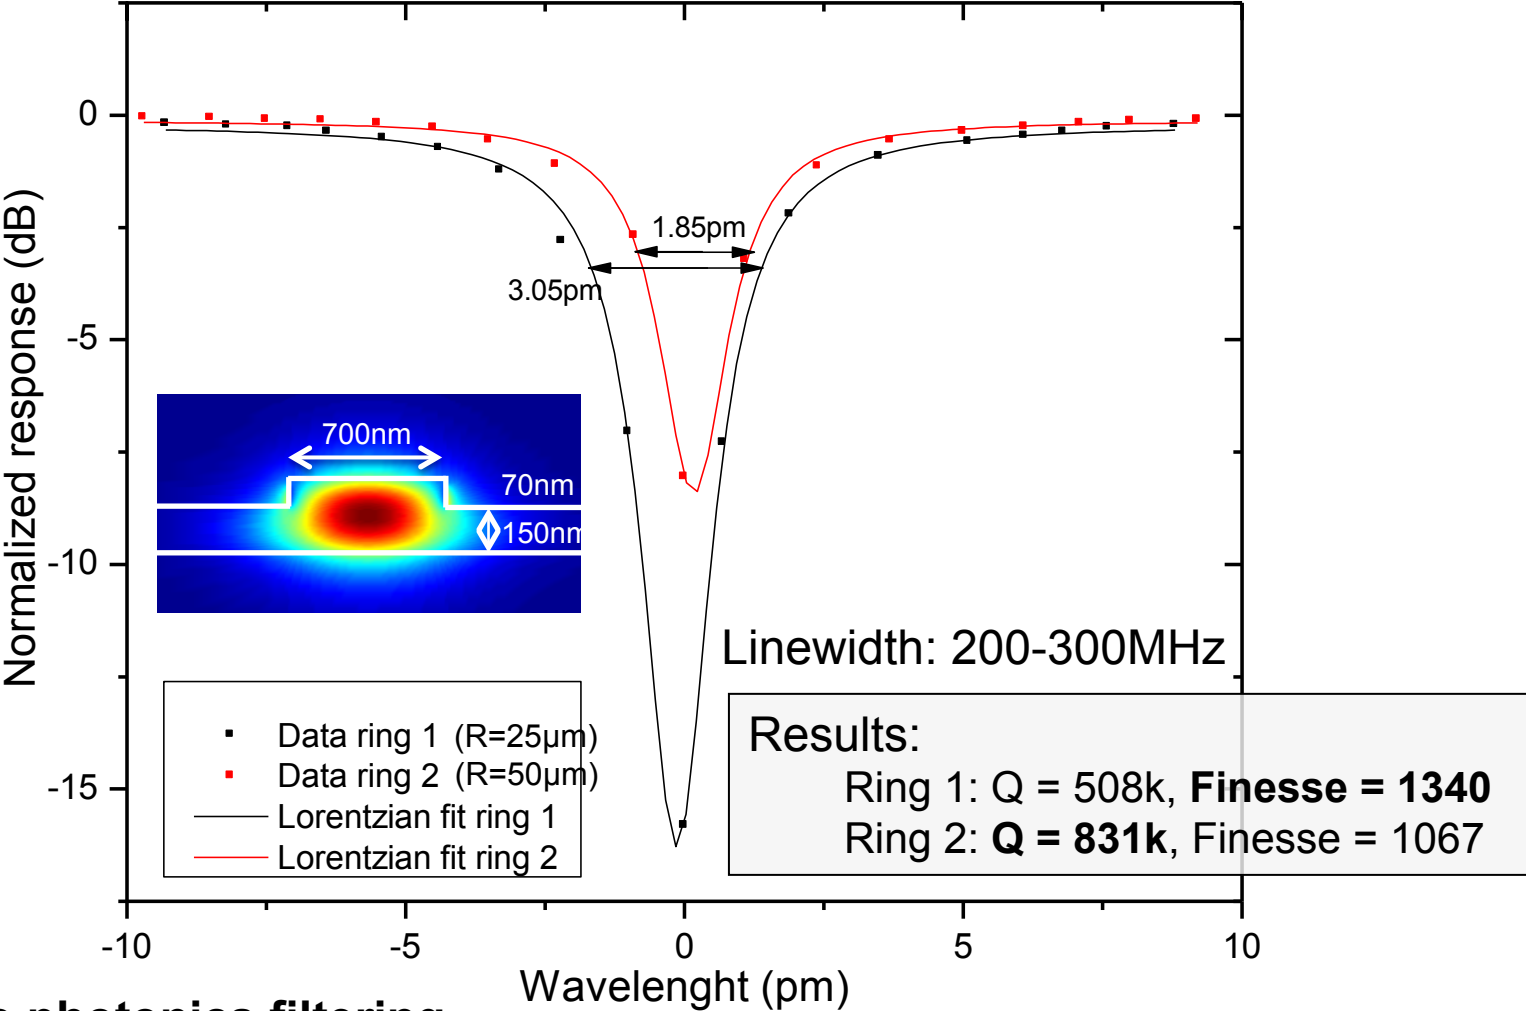 Normalized response (dB)
0
-5
-10
-15
1.85pm
3.05pm
700nm
70nm
150nm
Linewidth: 200-300MHz
Data ring 1 (R=25µm)
Data ring 2 (R=50µm)
Lorentzian fit ring 1
Lorentzian fit ring 2
Results:
Ring 1: Q = 508k, Finesse = 1340
Ring 2: Q = 831k, Finesse = 1067
-10
-5
0
5
10
Wavelenght (pm)
photonics filtering